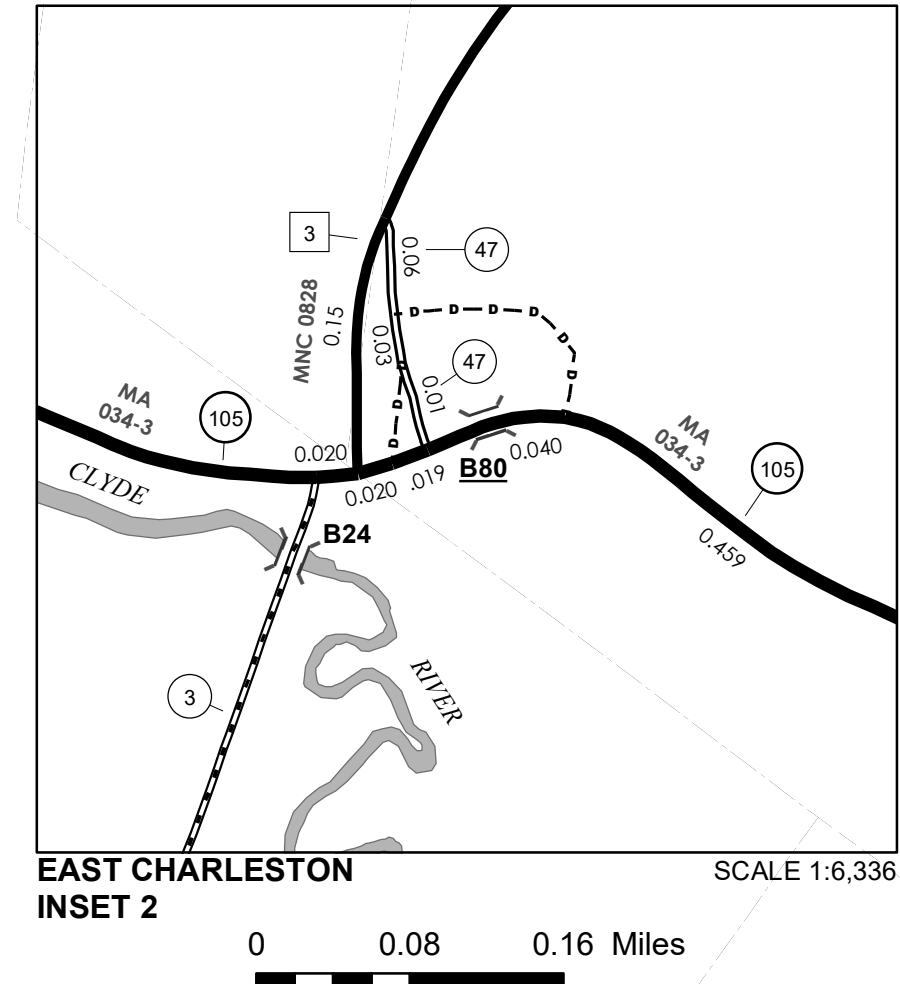 3
47
0.06
MNC 0828
0.15
0.03
47
0.01
MA
034-3
105
0.020
CLYDE
0.020
.019
B80
0.040
MA
034-3
105
0.459
B24
RIVER
3
D D D D D D D D D
EAST CHARLESTON
INSET 2
SCALE 1:6,336
0 0.08 0.16 Miles